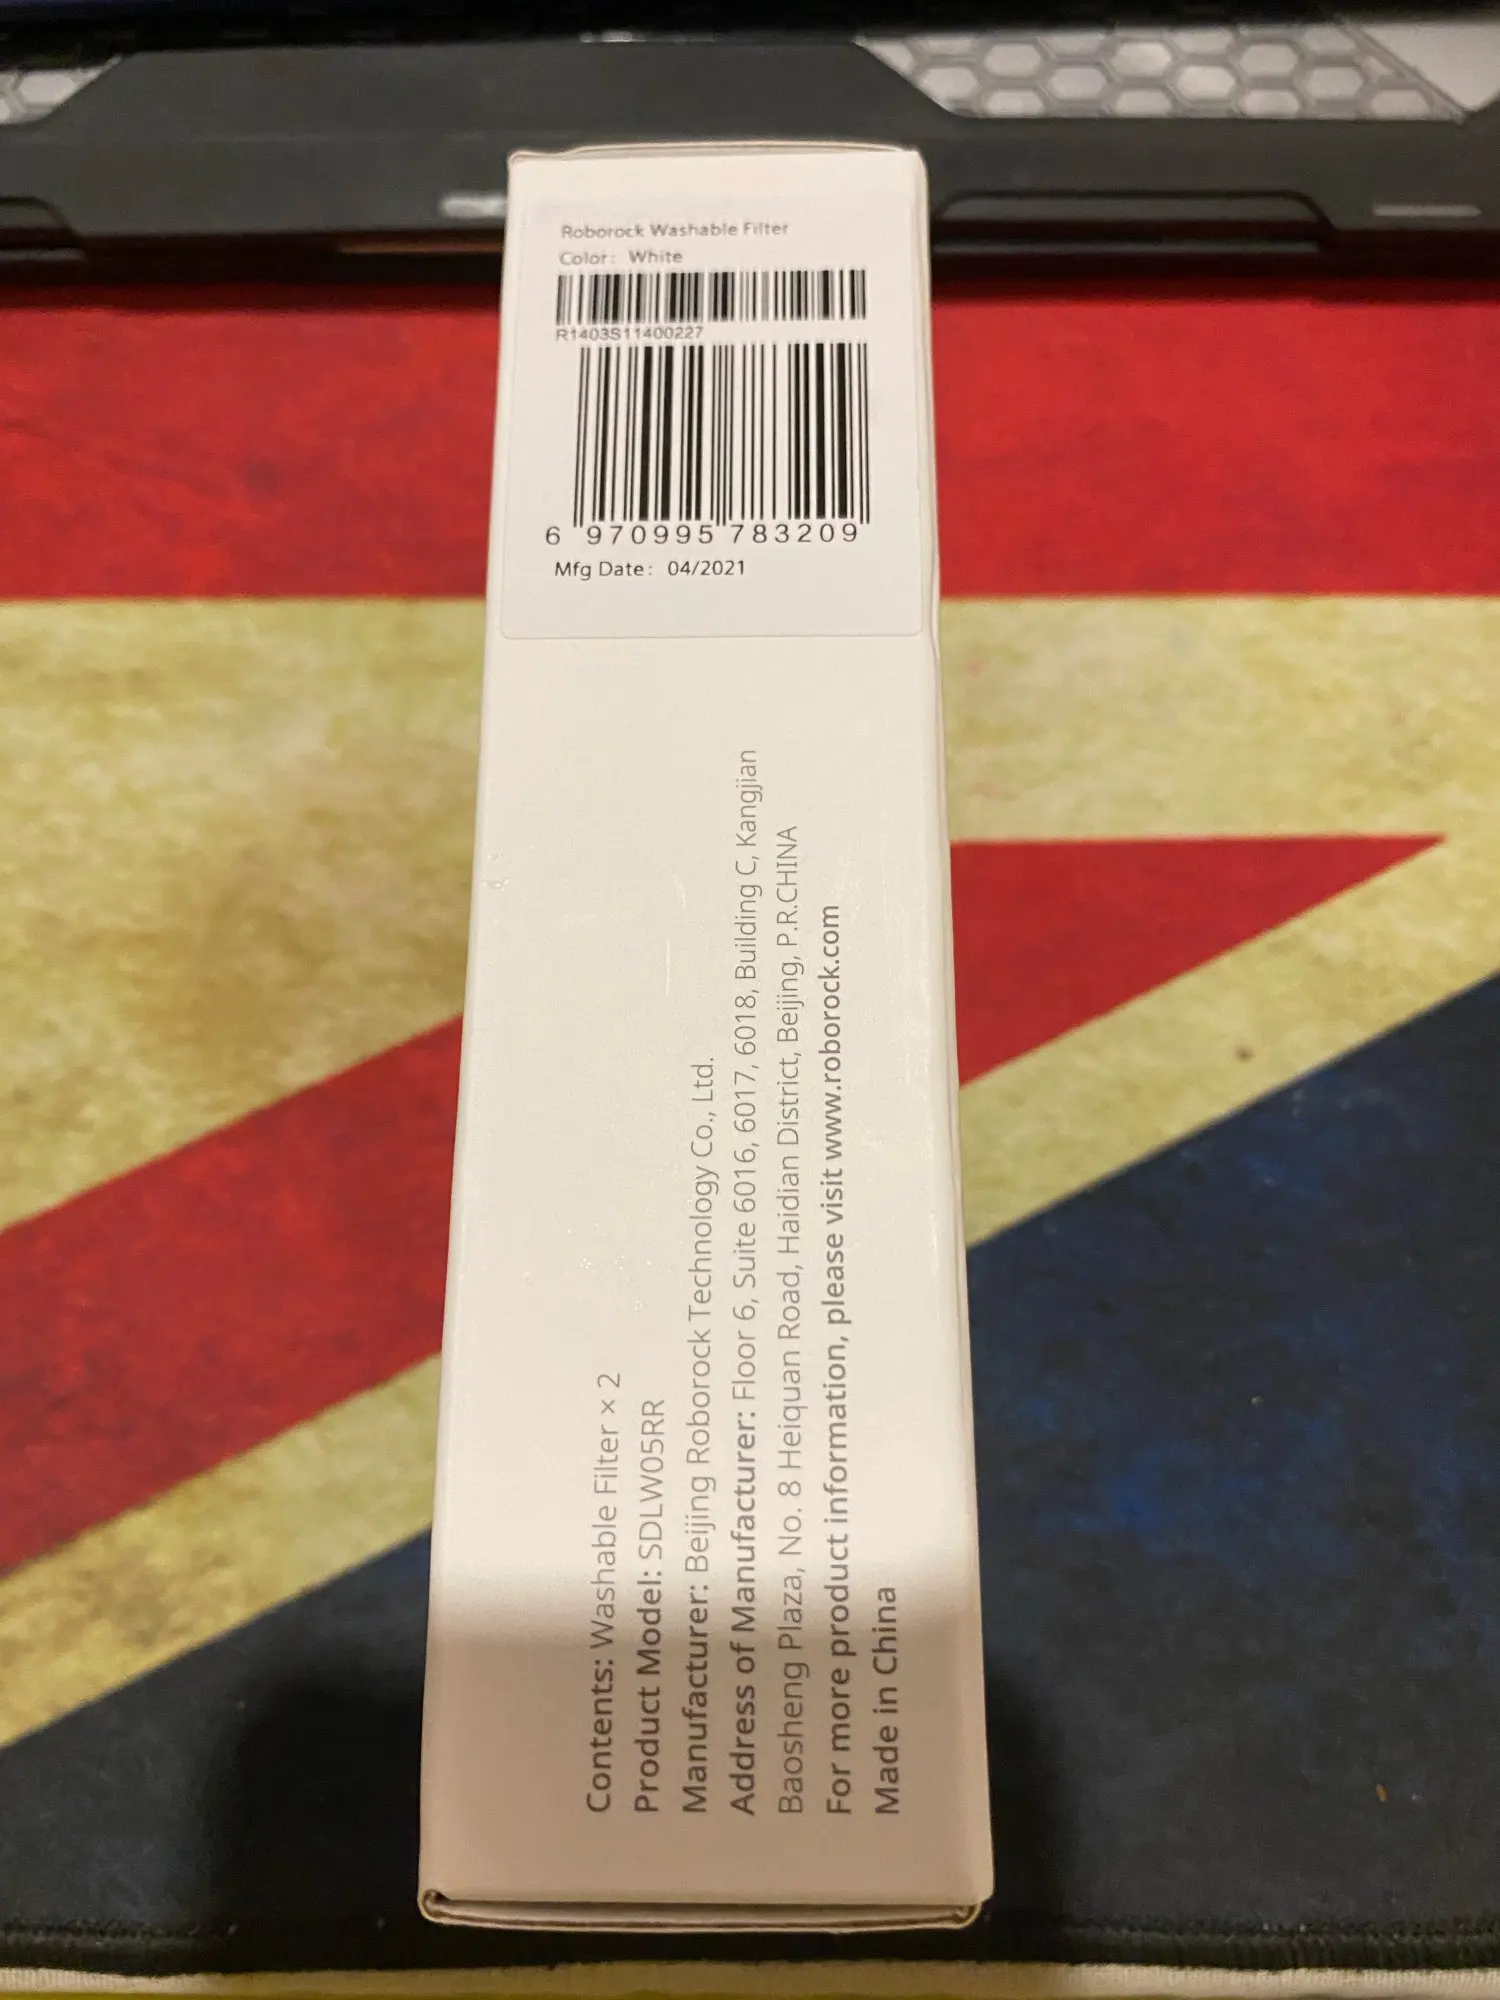 Roborock Washable Filter
Color: White
R1403S11400227
6 970995 783209
Mfg Date: 04/2021
Contents: Washable Filter × 2
Product Model: SDLW05RR
Manufacturer: Beijing Roborock Technology Co., Ltd.
Address of Manufacturer: Floor 6, Suite 6016, 6017, 6018, Building C, Kangjian
Baosheng Plaza, No. 8 Heiquan Road, Haidian District, Beijing, P.R.CHINA
For more product information, please visit www.roborock.com
Made in China